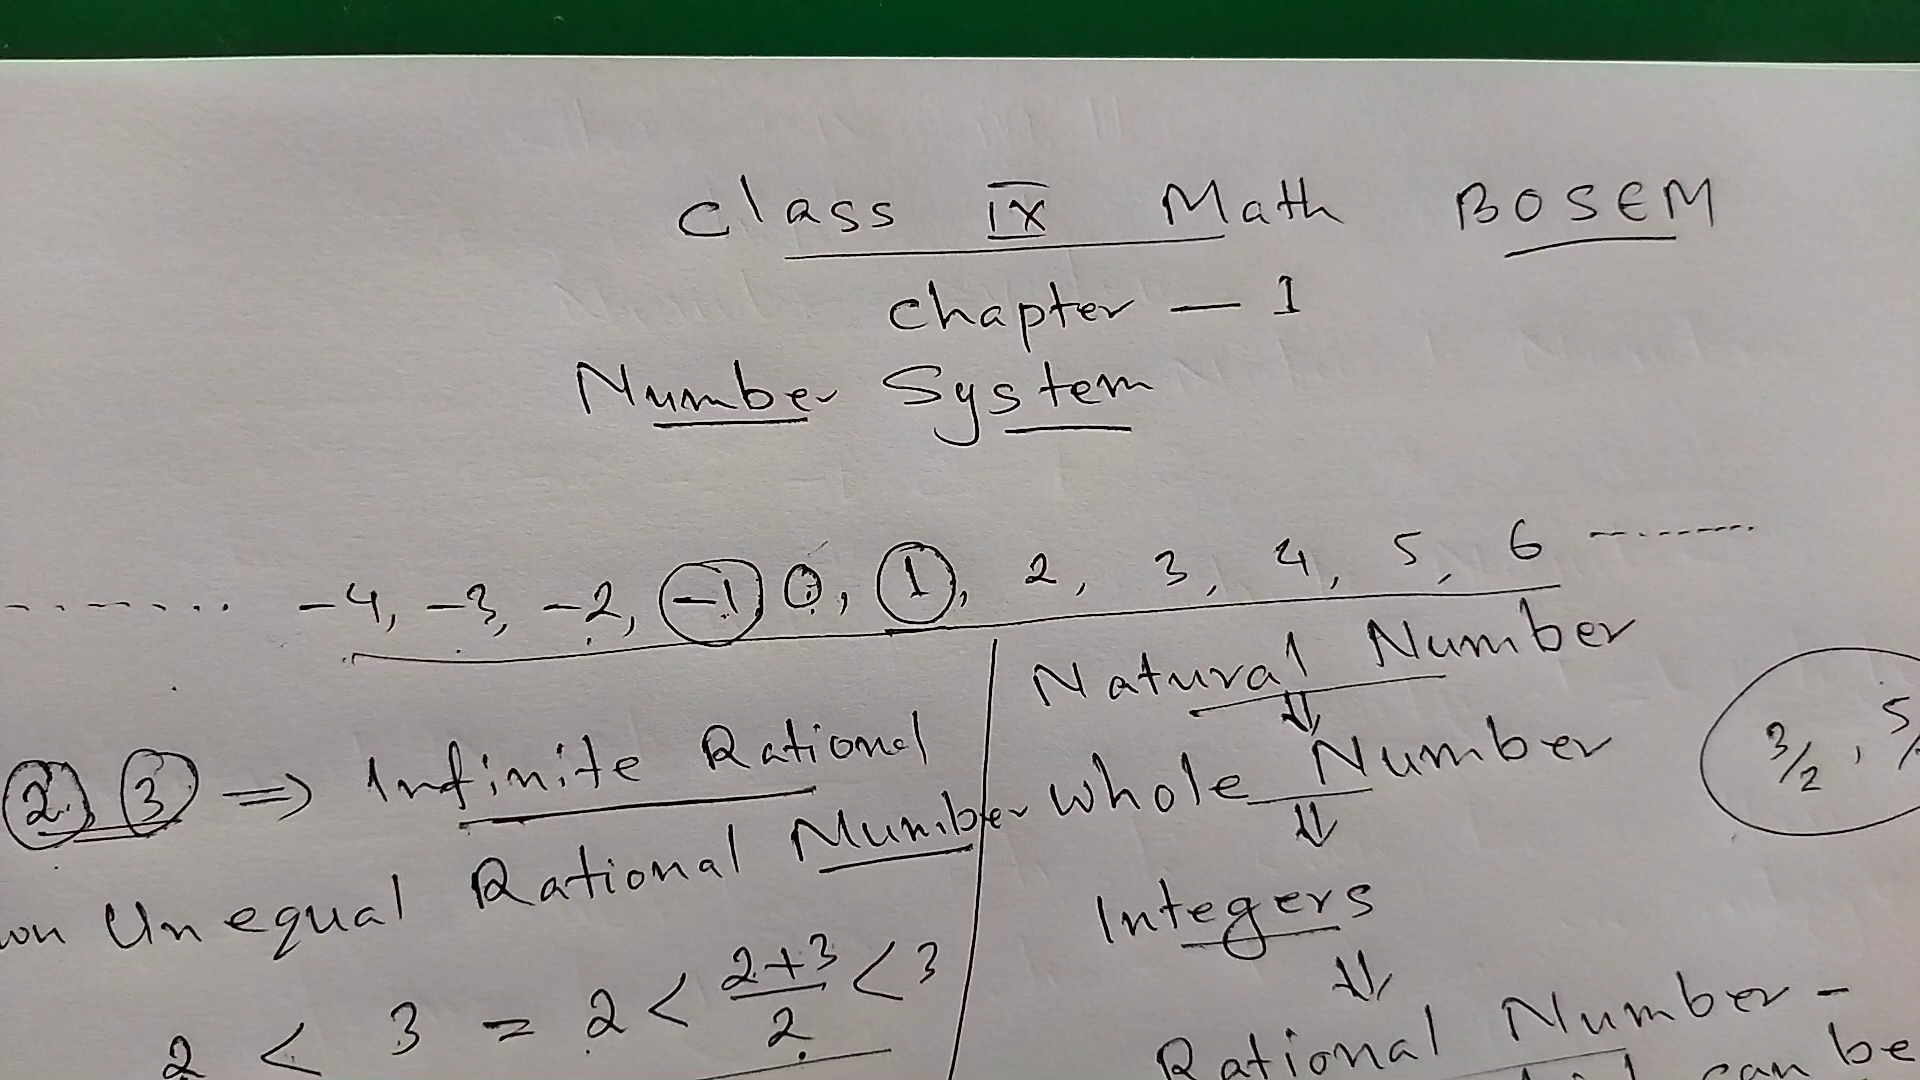 Class IX Math BOSEM
Chapter - 1
Number System
........ -4, -3, -2, -1 0, 1, 2, 3, 4, 5, 6 ........
Natural Number
⇓
Whole Number
⇓
Integers
⇓
Rational Number -
can be
3/2, 5/
2, 3 ⇒ Infinite Rational
Number
Unequal Rational
2 < 3 = 2 < (2+3)/2 < 3